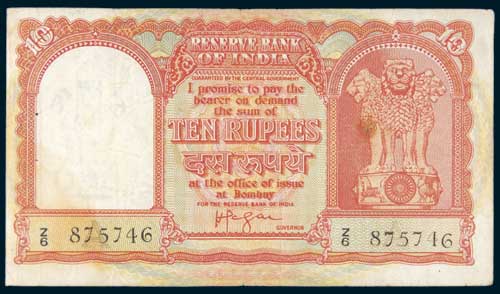 10 10
RESERVE BANK
OF INDIA
GUARANTEED BY THE CENTRAL GOVERNMENT
I promise to pay the
bearer on demand
the sum of
TEN RUPEES
दस रुपये
at the office of issue
at Bombay
FOR THE RESERVE BANK OF INDIA
GOVERNOR
Z/6 875746
Z/6 875746